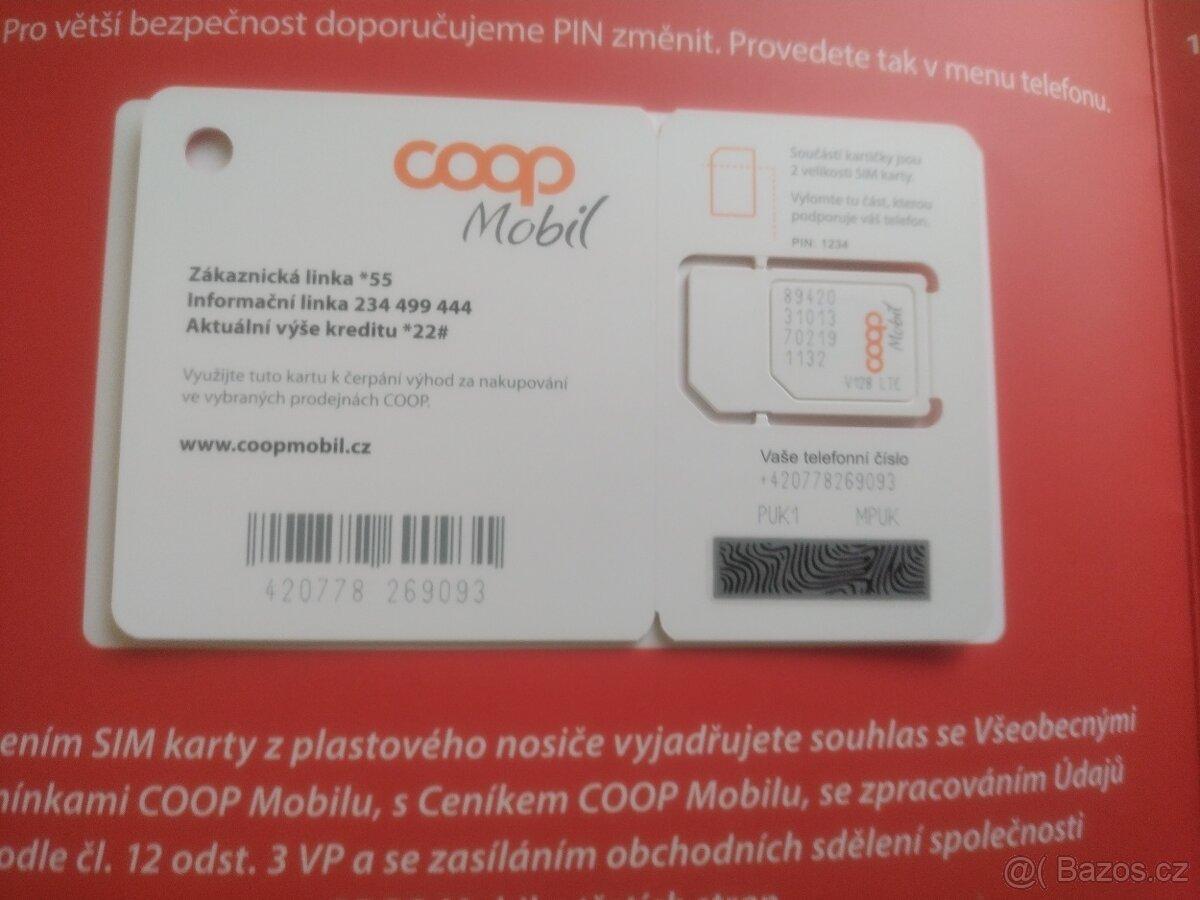 Pro větší bezpečnost doporučujeme PIN změnit. Provedete tak v menu telefonu.
1
coop
Mobil
Zákaznická linka *55
Informační linka 234 499 444
Aktuální výše kreditu *22#
Využijte tuto kartu k čerpání výhod za nakupování
ve vybraných prodejnách COOP.
www.coopmobil.cz
420778 269093
Součástí kartičky jsou
2 velikosti SIM karty.
Vylomte tu část, kterou
podporuje váš telefon.
PIN: 1234
89420
31013
70219
1132
coop
Mobil
V128 LTE
Vaše telefonní číslo
+420778269093
PUK1 MPUK
ením SIM karty z plastového nosiče vyjadřujete souhlas se Všeobecnými
mínkami COOP Mobilu, s Ceníkem COOP Mobilu, se zpracováním Údajů
odle čl. 12 odst. 3 VP a se zasíláním obchodních sdělení společnosti
@( Bazos.cz